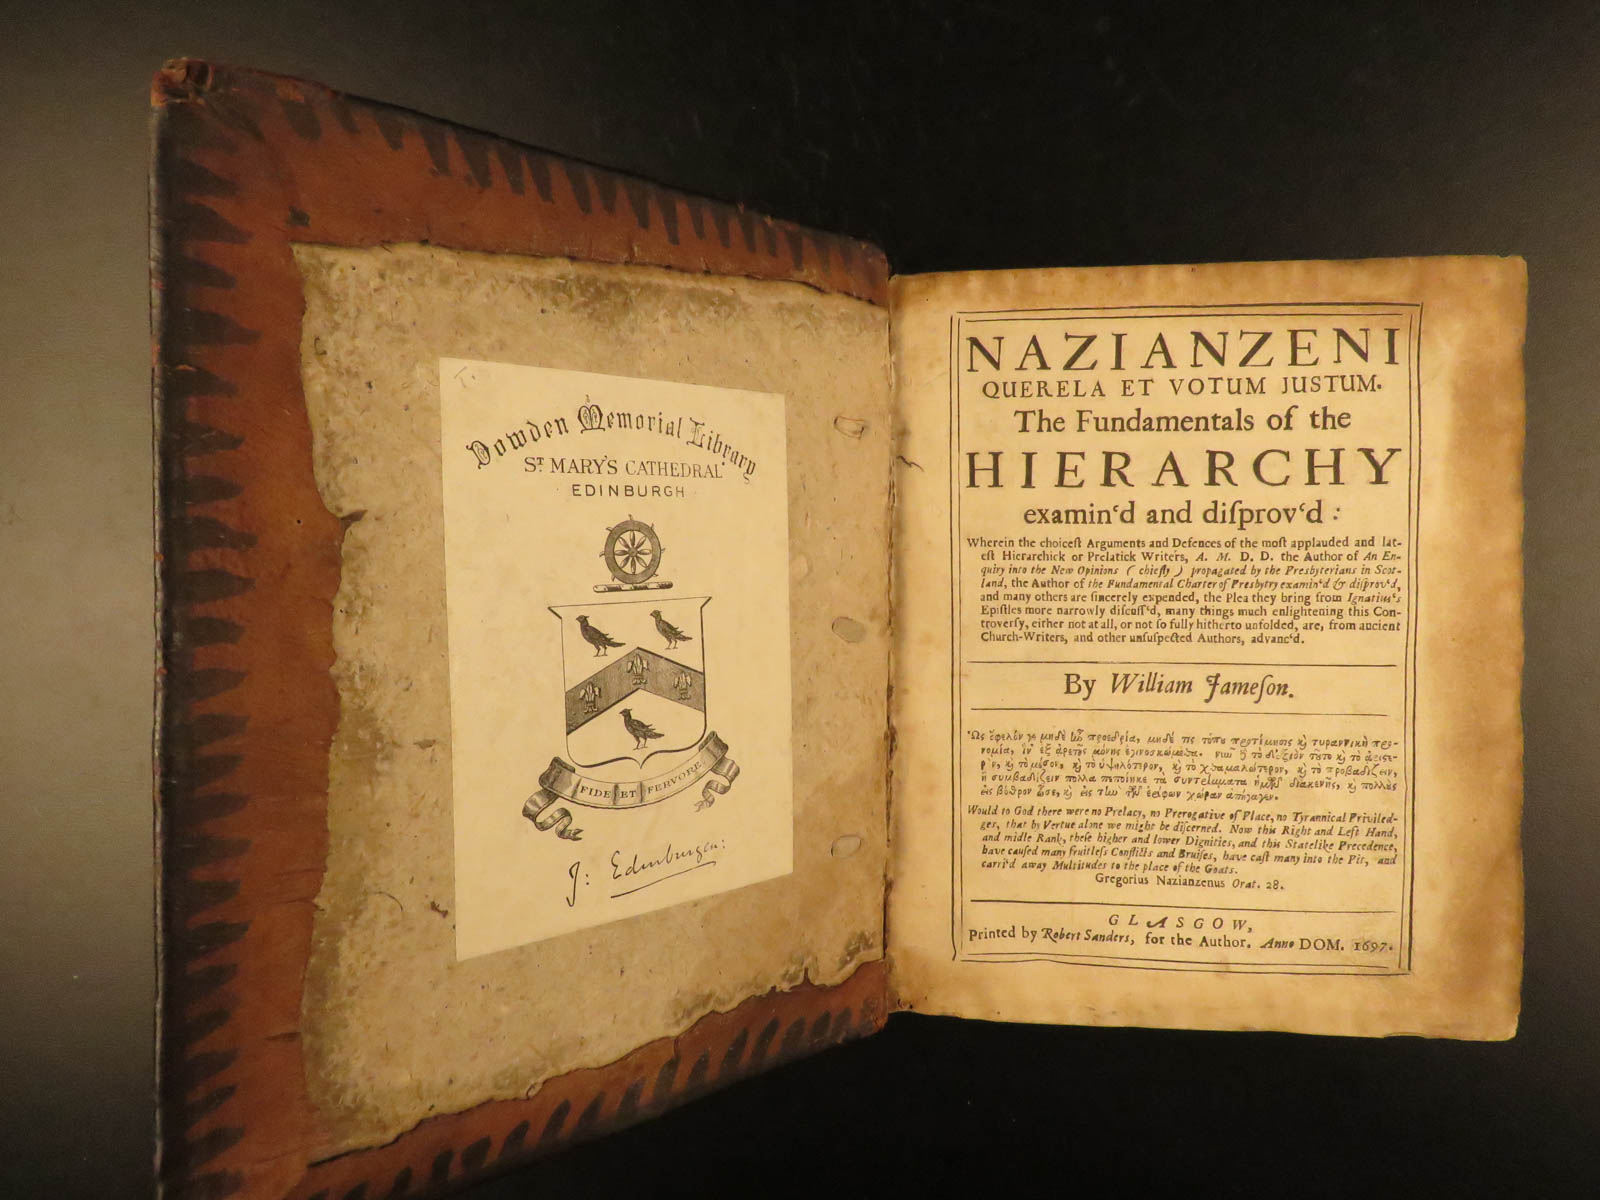 Dowden Memorial Library
ST MARY'S CATHEDRAL
EDINBURGH
FIDE ET FERVORE
J: Edenburgen:
NAZIANZENI
QUERELA ET VOTUM JUSTUM.
The Fundamentals of the
HIERARCHY
examin‘d and diſprov‘d :
Wherein the choiceſt Arguments and Defences of the moſt applauded and lat-
eſt Hierarchick or Prelatick Writers, A. M. D. D. the Author of An En-
quiry into the New Opinions ( chiefly ) propagated by the Presbyterians in Scot-
land, the Author of the Fundamental Charter of Presbytry examin‘d & diſprov‘d,
and many others are ſincerely expended, the Plea they bring from Ignatius‘s
Epiſtles more narrowly diſcuſſ‘d, many things much enlightening this Con-
troverſy, either not at all, or not ſo fully hitherto unfolded, are, from ancient
Church-Writers, and other unſuſpected Authors, advanc‘d.
By William Jameſon.
Would to God there were no Prelacy, no Prerogative of Place, no Tyrannical Priviled-
ges, that by Vertue alone we might be diſcerned. Now this Right and Left Hand,
and midle Rank, theſe higher and lower Dignities, and this Statelike Precedence,
have cauſed many fruitleſs Conflicts and Bruiſes, have caſt many into the Pit, and
carri‘d away Multitudes to the place of the Goats.
Gregorius Nazianzenus Orat. 28.
GLASGOW,
Printed by Robert Sanders, for the Author. Anno DOM. 1697.